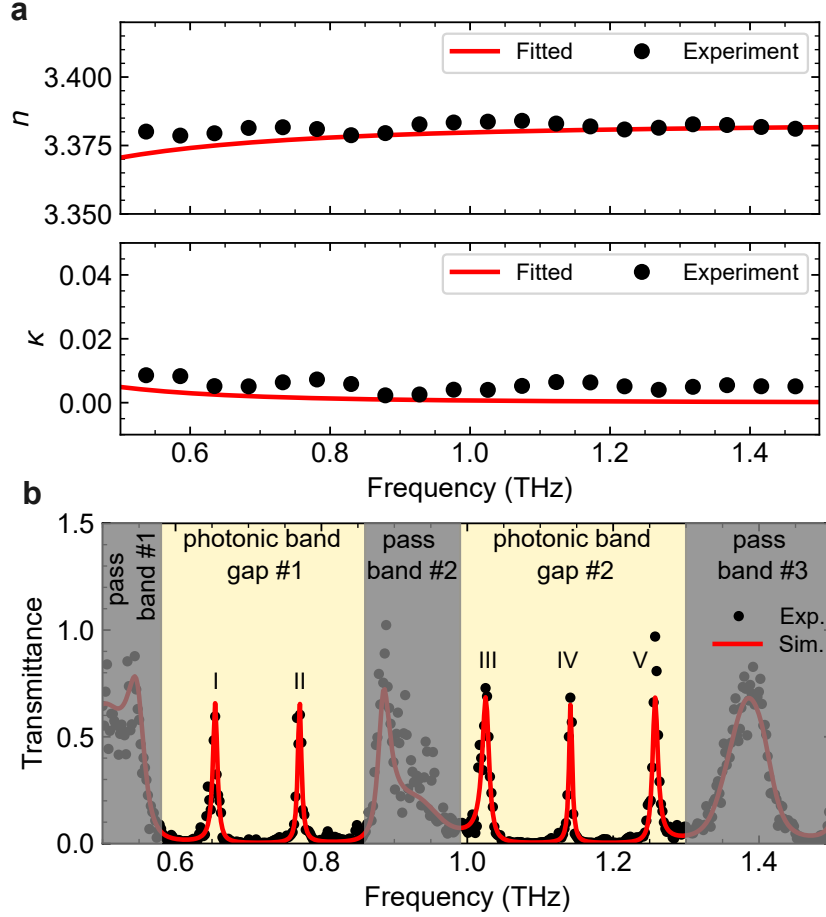 a
Fitted Experiment
3.400
3.375
3.350
n
Fitted Experiment
0.04
0.02
0.00
κ
0.6 0.8 1.0 1.2 1.4
Frequency (THz)
b
1.5
1.0
0.5
0.0
Transmittance
pass
band #1
photonic band
gap #1
pass
band #2
photonic band
gap #2
pass
band #3
Exp.
Sim.
I II III IV V
0.6 0.8 1.0 1.2 1.4
Frequency (THz)